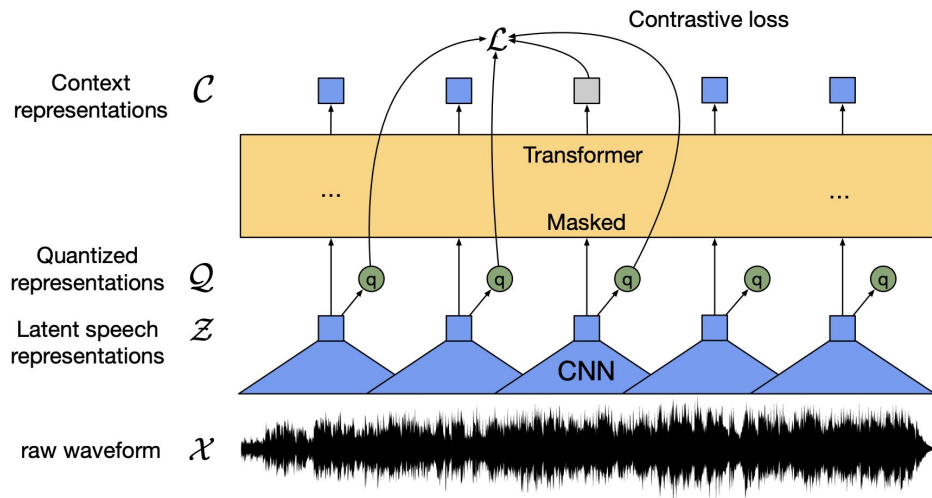 Contrastive loss
ℒ
Context
representations
𝒞
Transformer
...
...
Masked
Quantized
representations
𝒬
q
q
q
q
q
Latent speech
representations
𝒵
CNN
raw waveform
𝒳